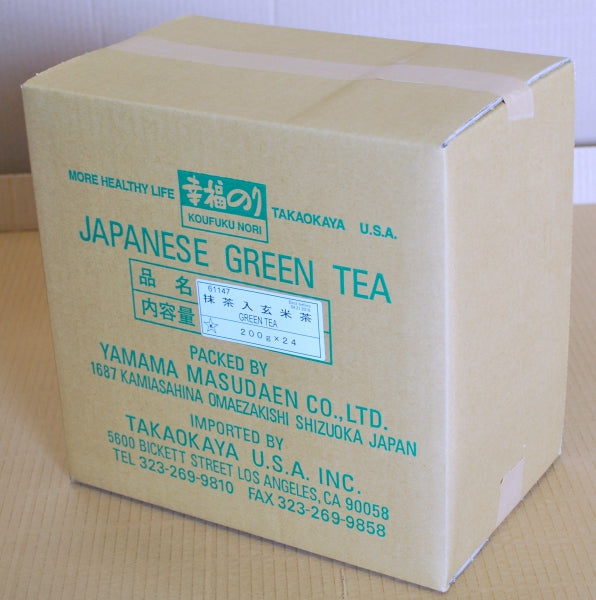 MORE HEALTHY LIFE 幸福のり TAKAOKAYA U.S.A.
KOUFUKU NORI
JAPANESE GREEN TEA
品名
内容量
61147
抹茶入玄米茶
GREEN TEA
200g×24
PACKED BY
YAMAMA MASUDAEN CO.,LTD.
1687 KAMIASAHINA OMAEZAKISHI SHIZUOKA JAPAN
IMPORTED BY
TAKAOKAYA U.S.A. INC.
5600 BICKETT STREET LOS ANGELES, CA 90058
TEL 323-269-9810 FAX 323-269-9858